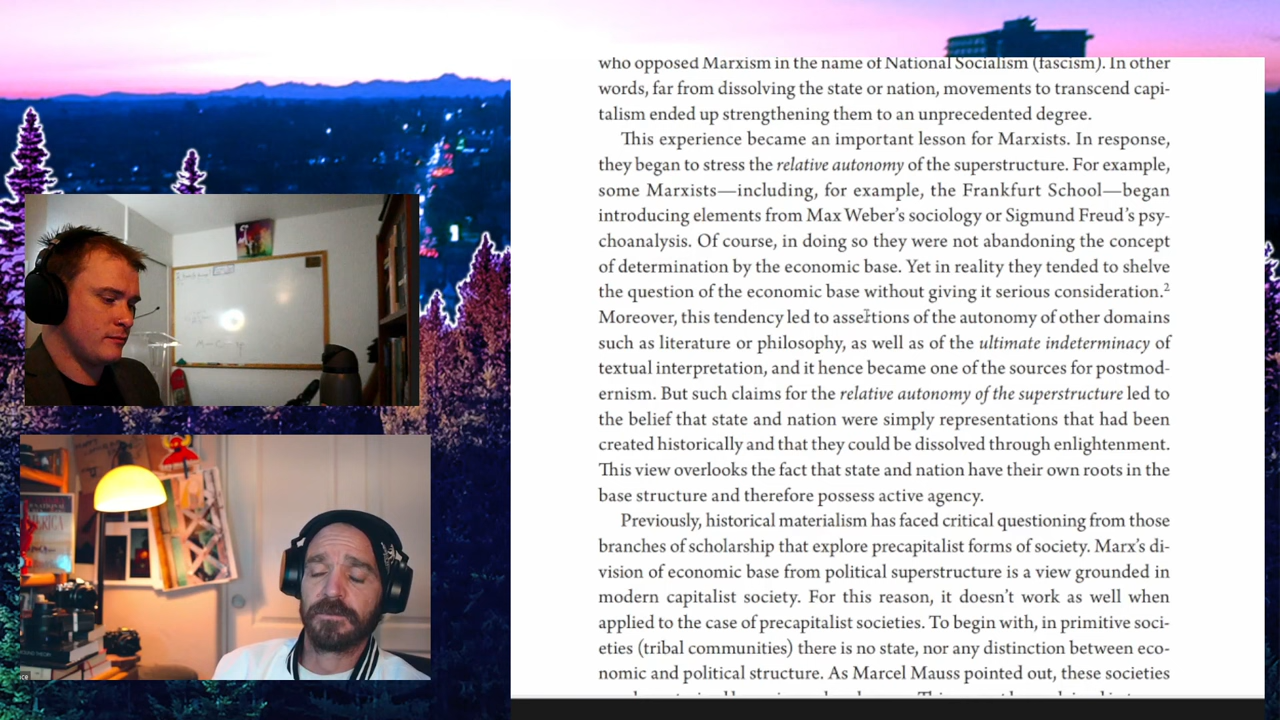 who opposed Marxism in the name of National Socialism (fascism). In other
words, far from dissolving the state or nation, movements to transcend capi-
talism ended up strengthening them to an unprecedented degree.
This experience became an important lesson for Marxists. In response,
they began to stress the relative autonomy of the superstructure. For example,
some Marxists—including, for example, the Frankfurt School—began
introducing elements from Max Weber's sociology or Sigmund Freud's psy-
choanalysis. Of course, in doing so they were not abandoning the concept
of determination by the economic base. Yet in reality they tended to shelve
the question of the economic base without giving it serious consideration.²
Moreover, this tendency led to assertions of the autonomy of other domains
such as literature or philosophy, as well as of the ultimate indeterminacy of
textual interpretation, and it hence became one of the sources for postmod-
ernism. But such claims for the relative autonomy of the superstructure led to
the belief that state and nation were simply representations that had been
created historically and that they could be dissolved through enlightenment.
This view overlooks the fact that state and nation have their own roots in the
base structure and therefore possess active agency.
Previously, historical materialism has faced critical questioning from those
branches of scholarship that explore precapitalist forms of society. Marx's di-
vision of economic base from political superstructure is a view grounded in
modern capitalist society. For this reason, it doesn't work as well when
applied to the case of precapitalist societies. To begin with, in primitive soci-
eties (tribal communities) there is no state, nor any distinction between eco-
nomic and political structure. As Marcel Mauss pointed out, these societies